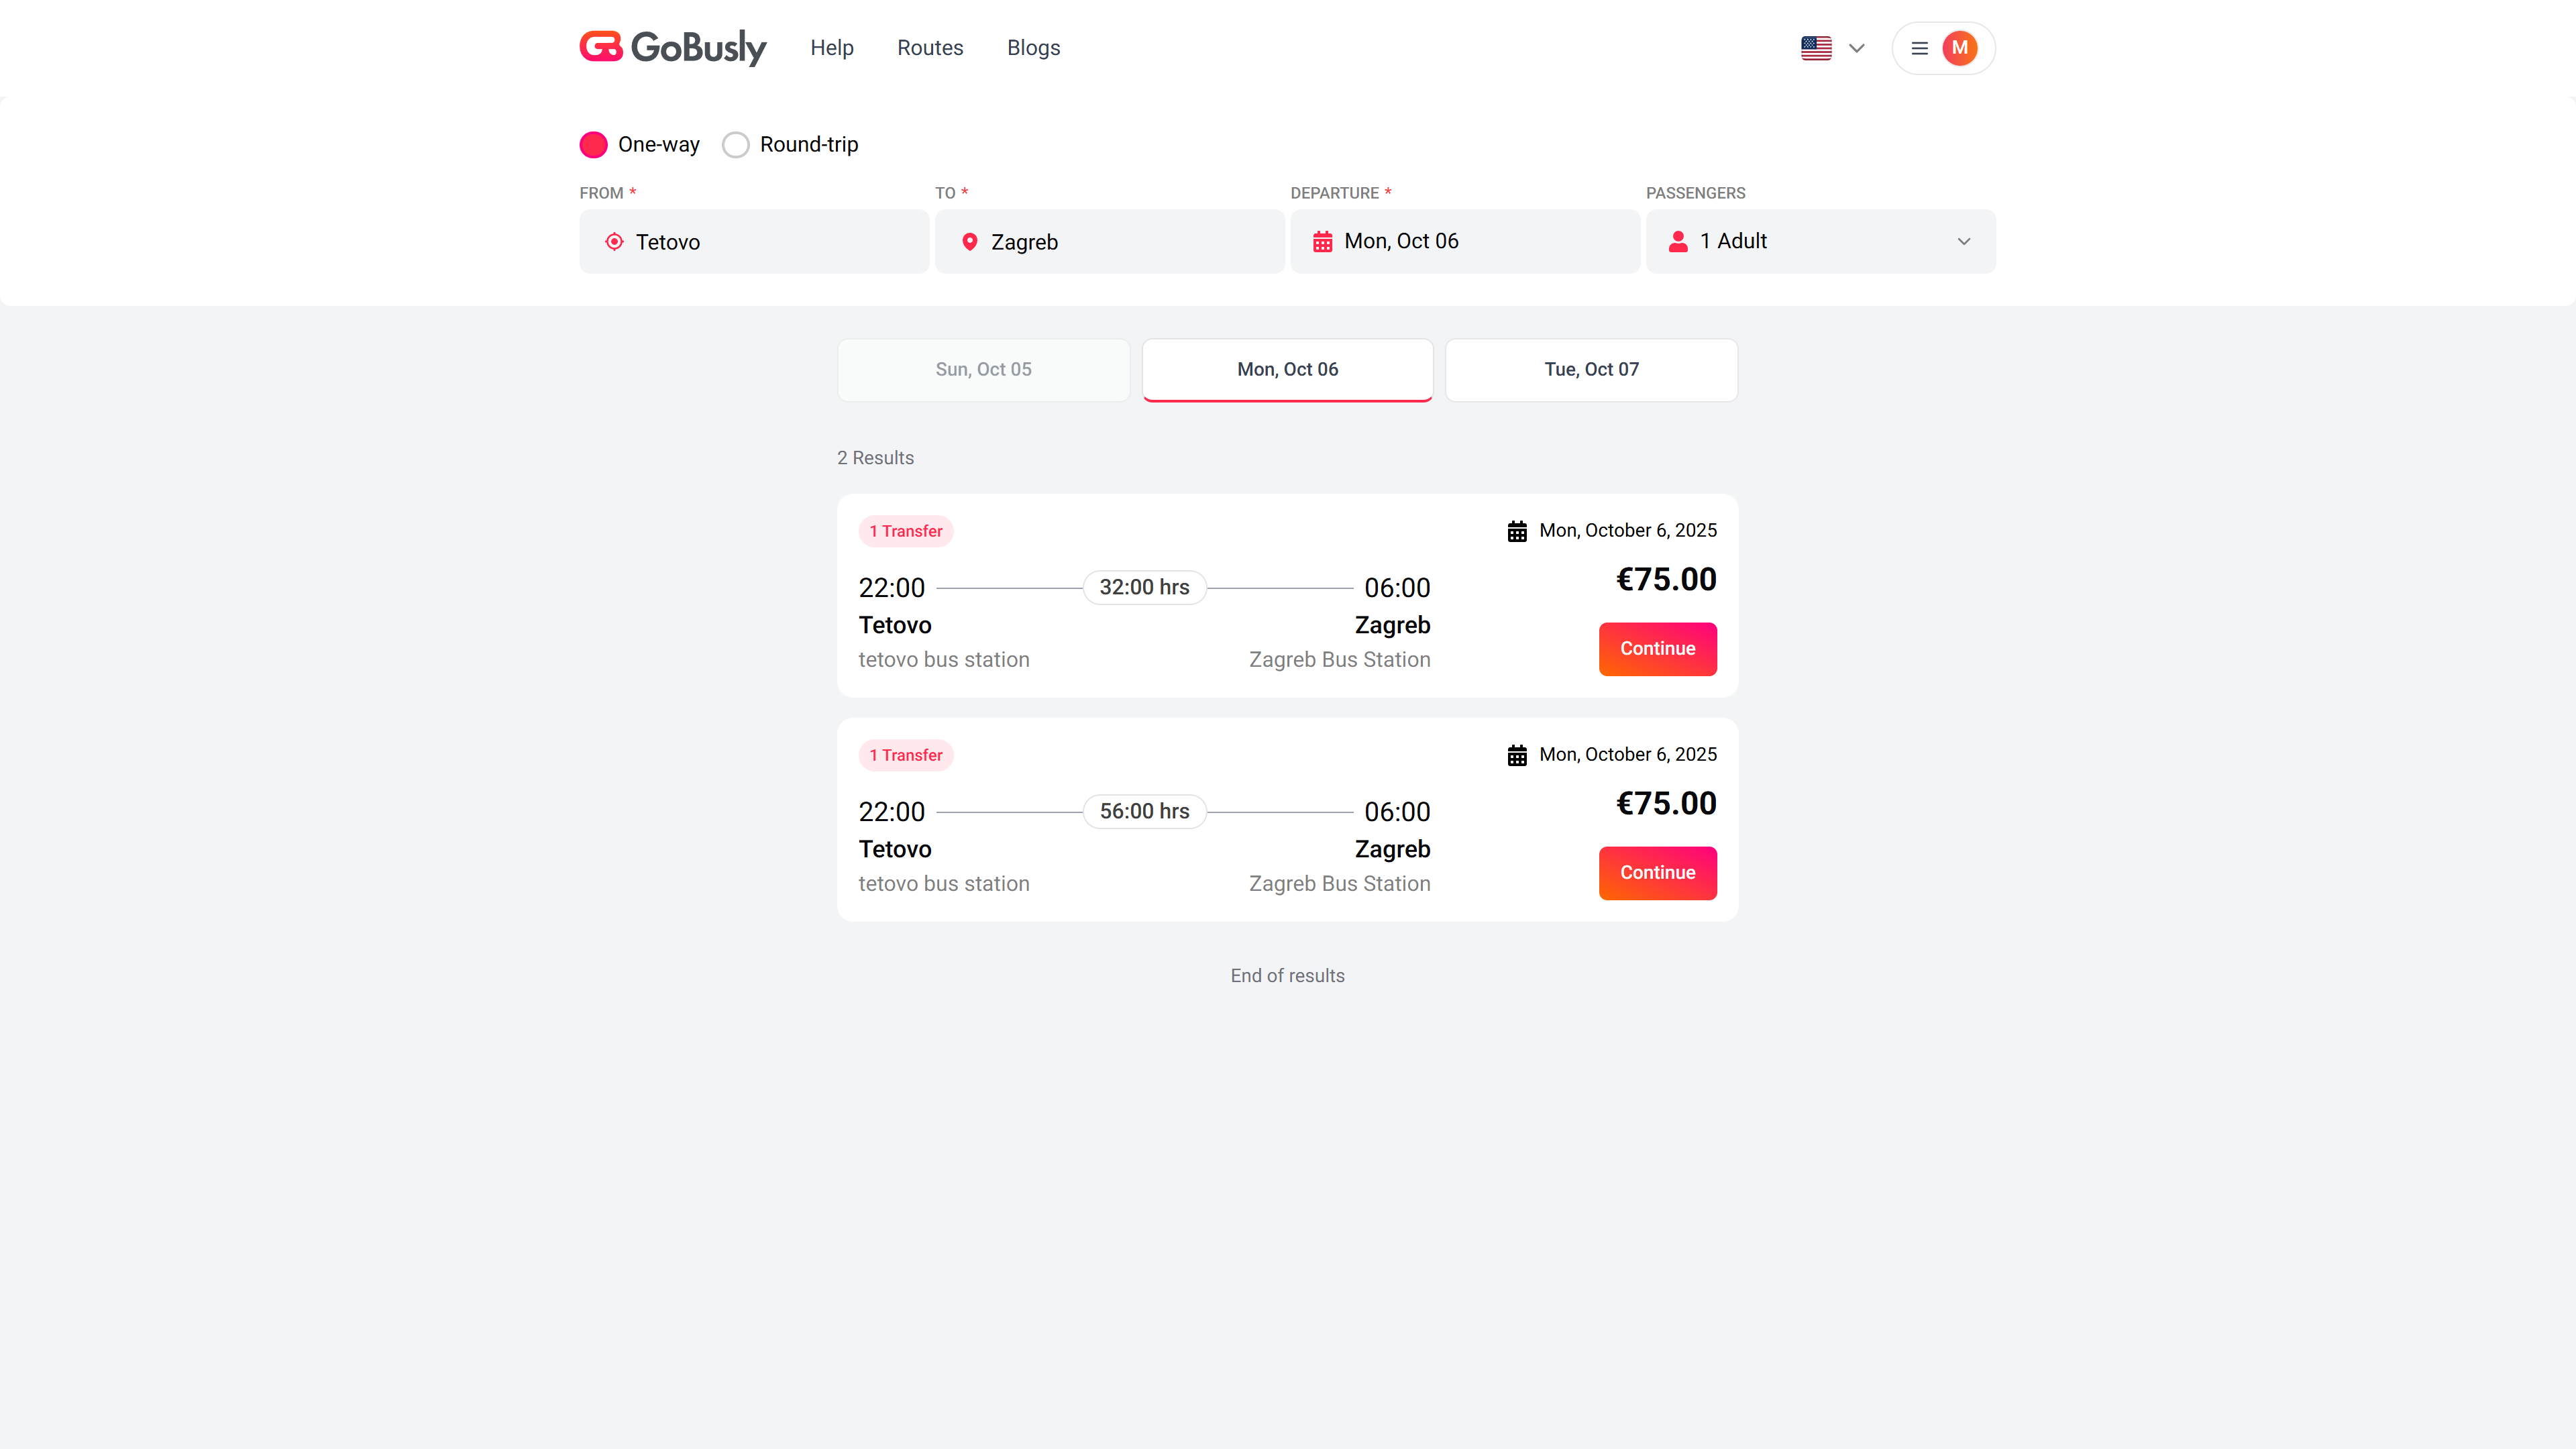 GoBusly Help Routes Blogs M
One-way Round-trip
FROM * TO * DEPARTURE * PASSENGERS
Tetovo Zagreb Mon, Oct 06 1 Adult
Sun, Oct 05 Mon, Oct 06 Tue, Oct 07
2 Results
1 Transfer Mon, October 6, 2025
€75.00
22:00 32:00 hrs 06:00
Tetovo Zagreb
tetovo bus station Zagreb Bus Station
Continue
1 Transfer Mon, October 6, 2025
€75.00
22:00 56:00 hrs 06:00
Tetovo Zagreb
tetovo bus station Zagreb Bus Station
Continue
End of results